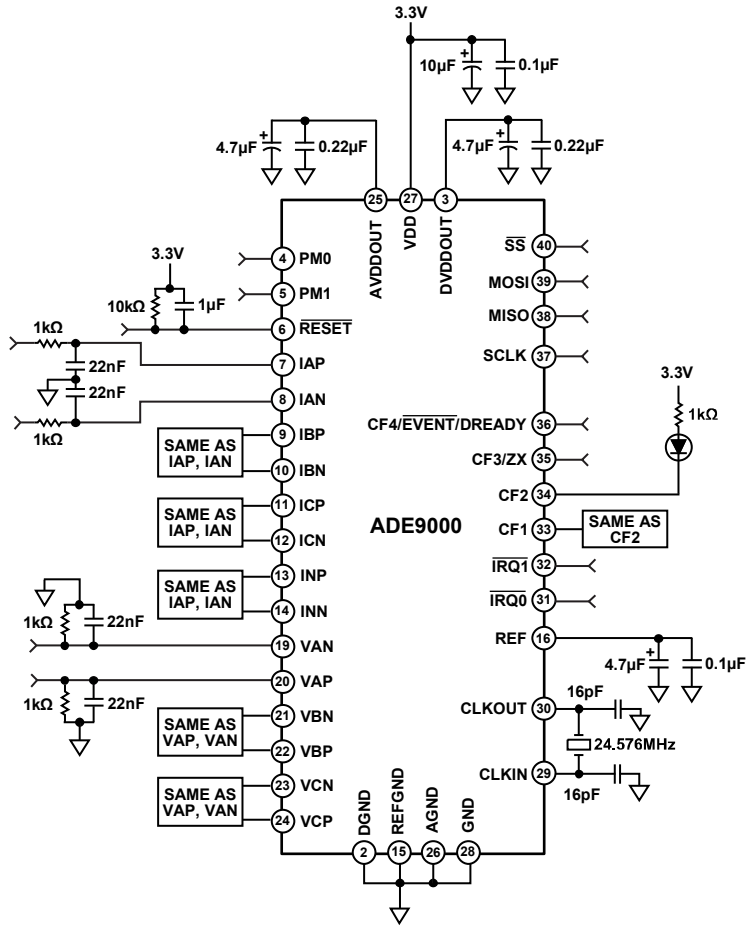 3.3V
10µF
+
0.1µF
4.7µF
+
0.22µF
4.7µF
+
0.22µF
25
27
3
AVDDOUT
VDD
DVDDOUT
3.3V
10kΩ
1µF
4 PM0
5 PM1
6 RESET
1kΩ
22nF
22nF
1kΩ
7 IAP
8 IAN
SAME AS
IAP, IAN
9 IBP
10 IBN
SAME AS
IAP, IAN
11 ICP
12 ICN
SAME AS
IAP, IAN
13 INP
14 INN
1kΩ
22nF
19 VAN
20 VAP
1kΩ
22nF
SAME AS
VAP, VAN
21 VBN
22 VBP
SAME AS
VAP, VAN
23 VCN
24 VCP
ADE9000
SS 40
MOSI 39
MISO 38
SCLK 37
CF4/EVENT/DREADY 36
CF3/ZX 35
CF2 34
3.3V
1kΩ
CF1 33
SAME AS
CF2
IRQ1 32
IRQ0 31
REF 16
4.7µF
+
0.1µF
CLKOUT 30
16pF
24.576MHz
CLKIN 29
16pF
DGND
REFGND
AGND
GND
2
15
26
28